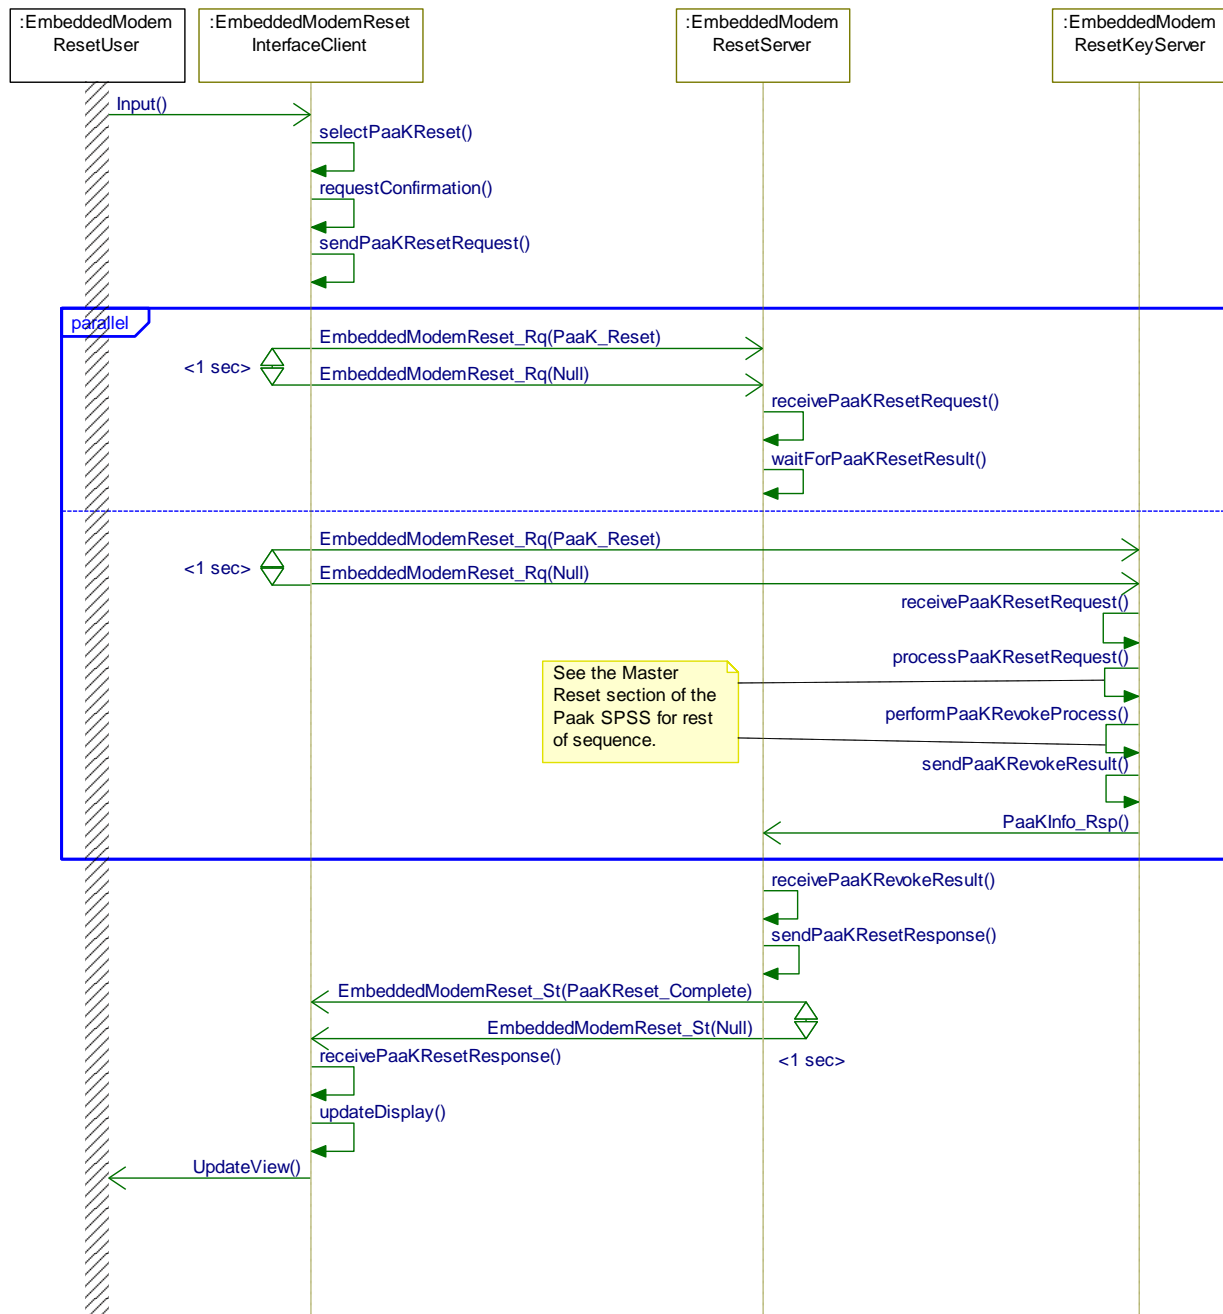 :EmbeddedModem
ResetUser
:EmbeddedModemReset
InterfaceClient
:EmbeddedModem
ResetServer
:EmbeddedModem
ResetKeyServer
Input()
selectPaaKReset()
requestConfirmation()
sendPaaKResetRequest()
parallel
EmbeddedModemReset_Rq(PaaK_Reset)
<1 sec>
EmbeddedModemReset_Rq(Null)
receivePaaKResetRequest()
waitForPaaKResetResult()
EmbeddedModemReset_Rq(PaaK_Reset)
<1 sec>
EmbeddedModemReset_Rq(Null)
receivePaaKResetRequest()
processPaaKResetRequest()
See the Master
Reset section of the
Paak SPSS for rest
of sequence.
performPaaKRevokeProcess()
sendPaaKRevokeResult()
PaaKInfo_Rsp()
receivePaaKRevokeResult()
sendPaaKResetResponse()
EmbeddedModemReset_St(PaaKReset_Complete)
EmbeddedModemReset_St(Null)
<1 sec>
receivePaaKResetResponse()
updateDisplay()
UpdateView()